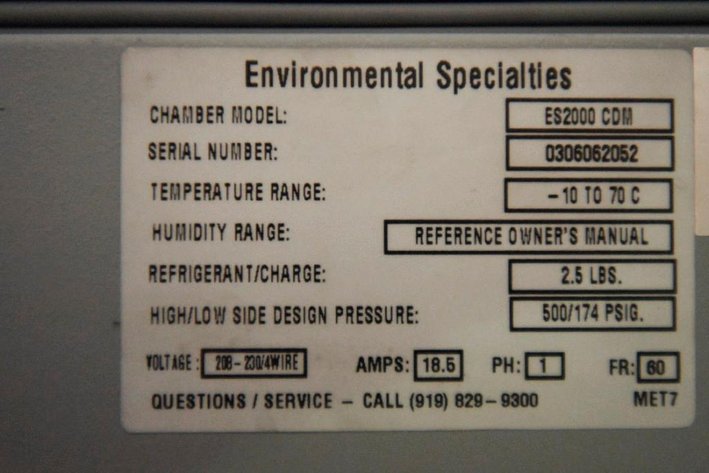 Environmental Specialties
CHAMBER MODEL: ES2000 CDM
SERIAL NUMBER: 0306062052
TEMPERATURE RANGE: -10 TO 70 C
HUMIDITY RANGE: REFERENCE OWNER'S MANUAL
REFRIGERANT/CHARGE: 2.5 LBS.
HIGH/LOW SIDE DESIGN PRESSURE: 500/174 PSIG.
VOLTAGE: 208-230/4WIRE AMPS: 18.5 PH: 1 FR: 60
QUESTIONS / SERVICE - CALL (919) 829-9300 MET7